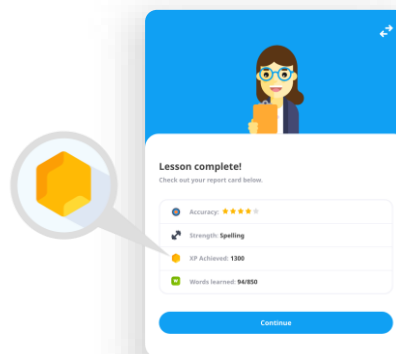 Lesson complete!
Check out your report card below.
Accuracy:
Strength: Spelling
XP Achieved: 1300
Words learned: 94/850
Continue